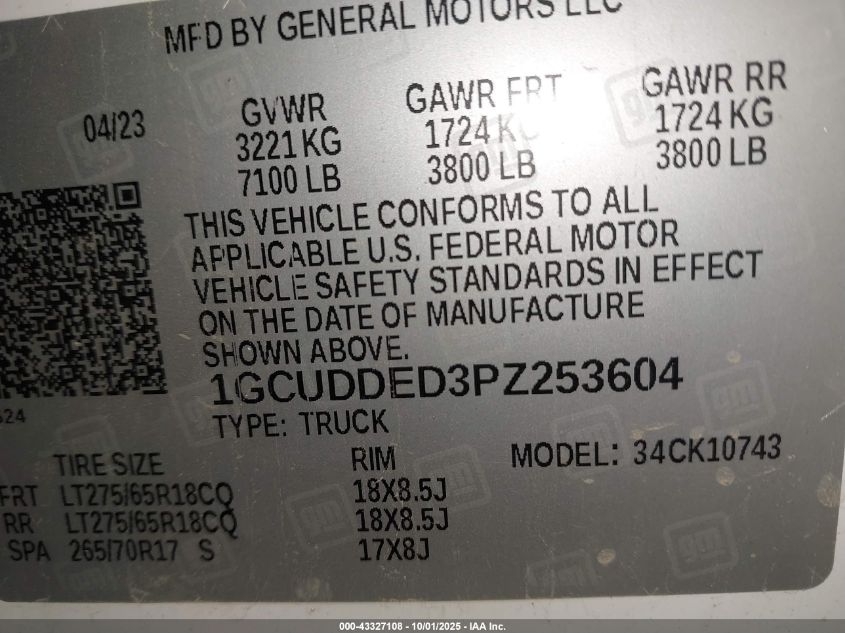 MFD BY GENERAL MOTORS LLC
04/23 GVWR GAWR FRT GAWR RR
3221 KG 1724 KG 1724 KG
7100 LB 3800 LB 3800 LB
THIS VEHICLE CONFORMS TO ALL
APPLICABLE U.S. FEDERAL MOTOR
VEHICLE SAFETY STANDARDS IN EFFECT
ON THE DATE OF MANUFACTURE
SHOWN ABOVE.
1GCUDDED3PZ253604
TYPE: TRUCK
TIRE SIZE RIM MODEL: 34CK10743
FRT LT275/65R18CQ 18X8.5J
RR LT275/65R18CQ 18X8.5J
SPA 265/70R17 S 17X8J
000-43327108 - 10/01/2025 - IAA Inc.